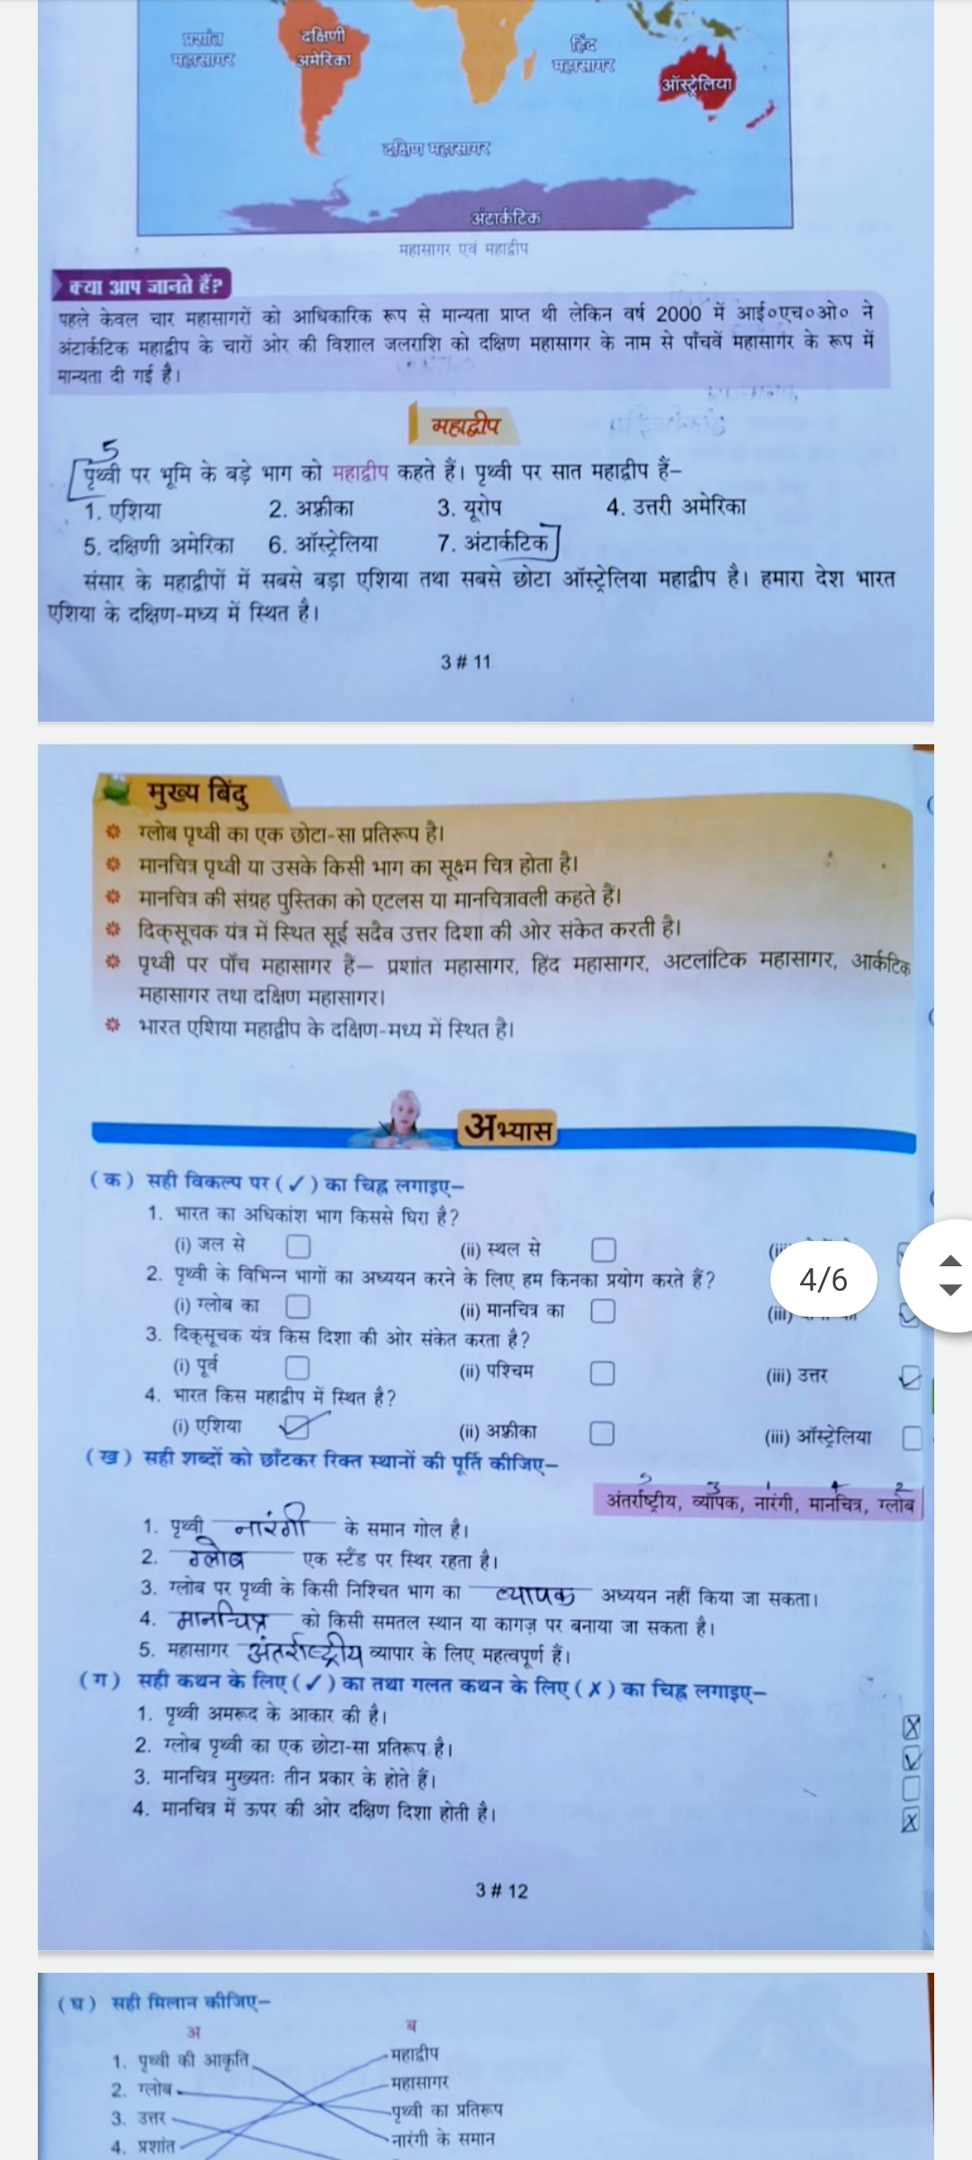 प्रशांत
महासागर
दक्षिणी
अमेरिका
हिंद
महासागर
ऑस्ट्रेलिया
दक्षिण महासागर
अंटार्कटिक
महासागर एवं महाद्वीप
क्या आप जानते हैं?
पहले केवल चार महासागरों को आधिकारिक रूप से मान्यता प्राप्त थी लेकिन वर्ष 2000 में आई०एच०ओ० ने
अंटार्कटिक महाद्वीप के चारों ओर की विशाल जलराशि को दक्षिण महासागर के नाम से पाँचवें महासागर के रूप में
मान्यता दी गई है।
महाद्वीप
5
पृथ्वी पर भूमि के बड़े भाग को महाद्वीप कहते हैं। पृथ्वी पर सात महाद्वीप हैं–
1. एशिया 2. अफ्रीका 3. यूरोप 4. उत्तरी अमेरिका
5. दक्षिणी अमेरिका 6. ऑस्ट्रेलिया 7. अंटार्कटिक
संसार के महाद्वीपों में सबसे बड़ा एशिया तथा सबसे छोटा ऑस्ट्रेलिया महाद्वीप है। हमारा देश भारत
एशिया के दक्षिण-मध्य में स्थित है।
3 # 11
मुख्य बिंदु
ग्लोब पृथ्वी का एक छोटा-सा प्रतिरूप है।
मानचित्र पृथ्वी या उसके किसी भाग का सूक्ष्म चित्र होता है।
मानचित्र की संग्रह पुस्तिका को एटलस या मानचित्रावली कहते हैं।
दिक्सूचक यंत्र में स्थित सूई सदैव उत्तर दिशा की ओर संकेत करती है।
पृथ्वी पर पाँच महासागर हैं– प्रशांत महासागर, हिंद महासागर, अटलांटिक महासागर, आर्कटिक
महासागर तथा दक्षिण महासागर।
भारत एशिया महाद्वीप के दक्षिण-मध्य में स्थित है।
अभ्यास
(क) सही विकल्प पर (✓) का चिह्न लगाइए–
1. भारत का अधिकांश भाग किससे घिरा है?
(i) जल से (ii) स्थल से
2. पृथ्वी के विभिन्न भागों का अध्ययन करने के लिए हम किनका प्रयोग करते हैं?
4/6
(i) ग्लोब का (ii) मानचित्र का (iii)
3. दिक्सूचक यंत्र किस दिशा की ओर संकेत करता है?
(i) पूर्व (ii) पश्चिम (iii) उत्तर ✓
4. भारत किस महाद्वीप में स्थित है?
(i) एशिया ✓ (ii) अफ्रीका (iii) ऑस्ट्रेलिया
(ख) सही शब्दों को छाँटकर रिक्त स्थानों की पूर्ति कीजिए–
5 3 1 4 2
अंतर्राष्ट्रीय, व्यापक, नारंगी, मानचित्र, ग्लोब
1. पृथ्वी नारंगी के समान गोल है।
2. ग्लोब एक स्टैंड पर स्थिर रहता है।
3. ग्लोब पर पृथ्वी के किसी निश्चित भाग का व्यापक अध्ययन नहीं किया जा सकता।
4. मानचित्र को किसी समतल स्थान या कागज़ पर बनाया जा सकता है।
5. महासागर अंतर्राष्ट्रीय व्यापार के लिए महत्वपूर्ण हैं।
(ग) सही कथन के लिए (✓) का तथा गलत कथन के लिए (✗) का चिह्न लगाइए–
1. पृथ्वी अमरूद के आकार की है। ✗
2. ग्लोब पृथ्वी का एक छोटा-सा प्रतिरूप है। ✓
3. मानचित्र मुख्यतः तीन प्रकार के होते हैं।
4. मानचित्र में ऊपर की ओर दक्षिण दिशा होती है। ✗
3 # 12
(घ) सही मिलान कीजिए–
अ ब
1. पृथ्वी की आकृति महाद्वीप
2. ग्लोब महासागर
3. उत्तर पृथ्वी का प्रतिरूप
4. प्रशांत नारंगी के समान